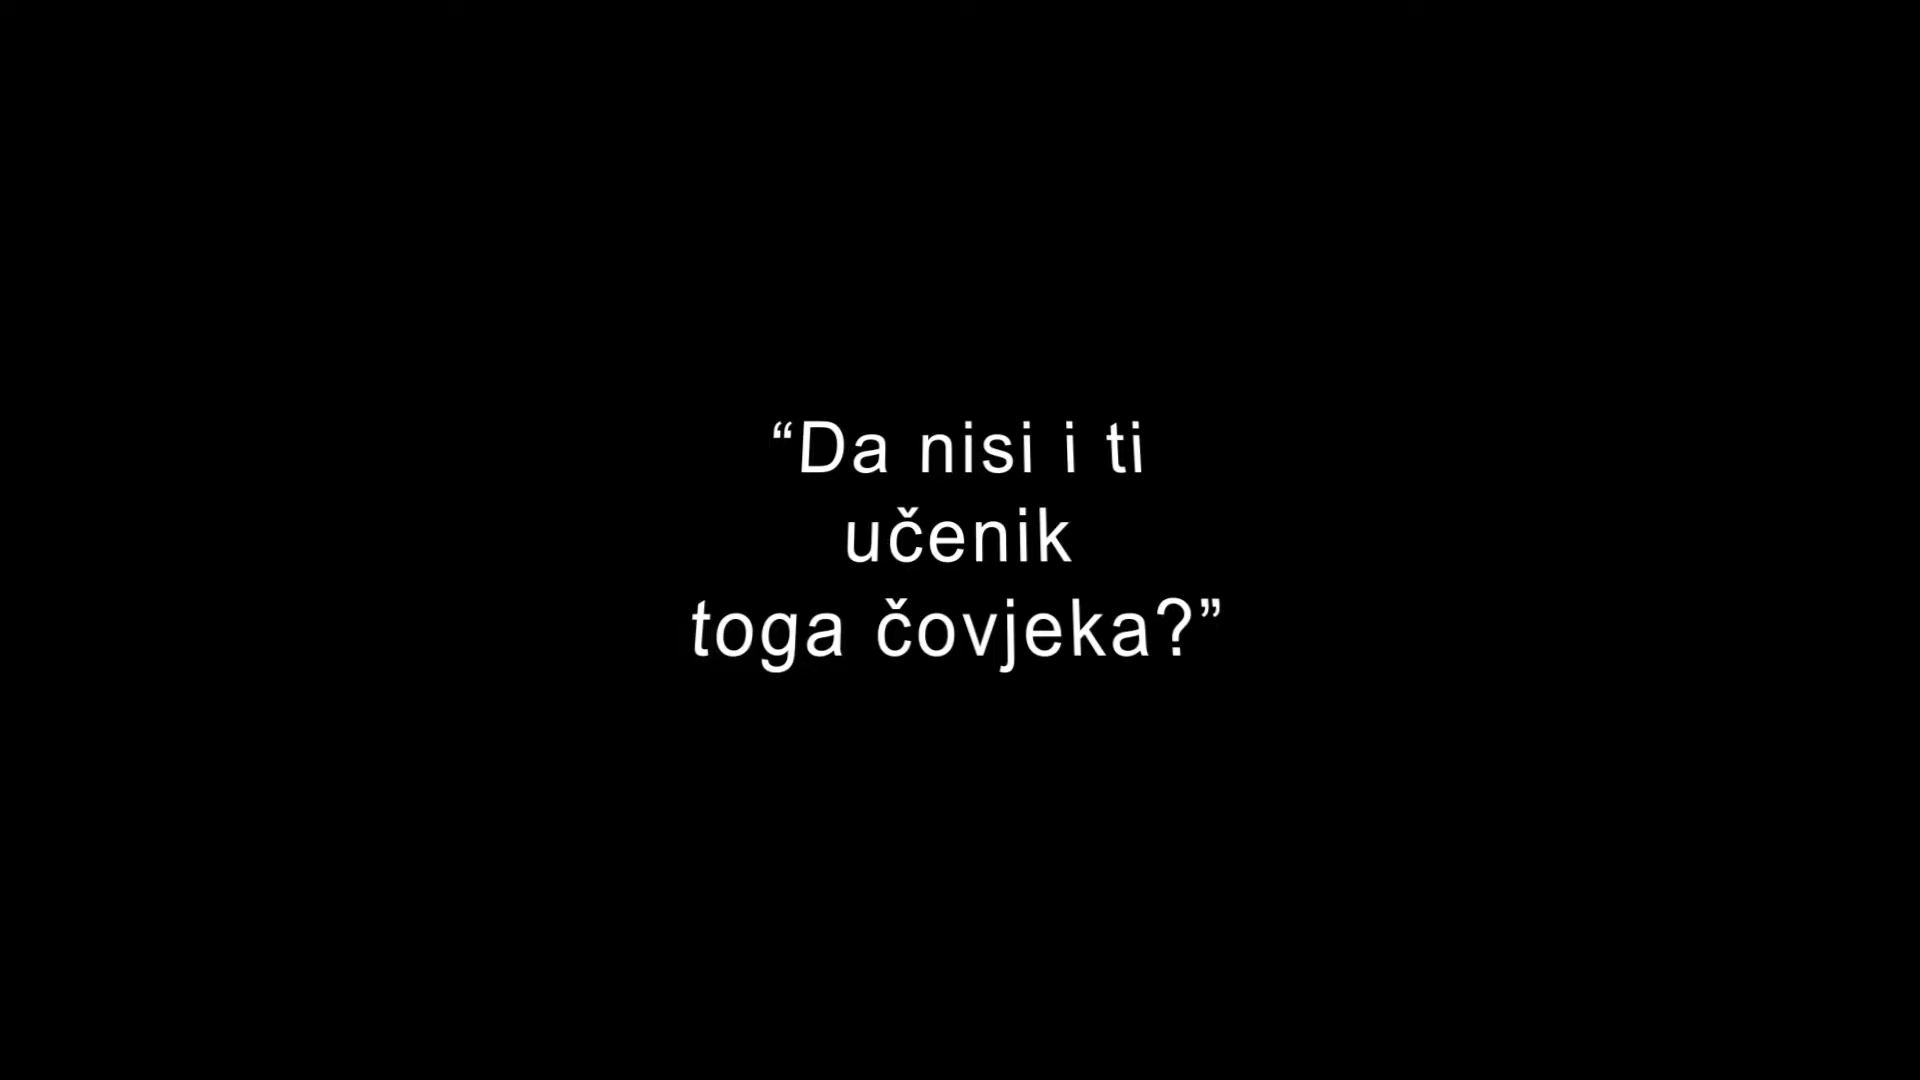 “Da nisi i ti
učenik
toga čovjeka?”